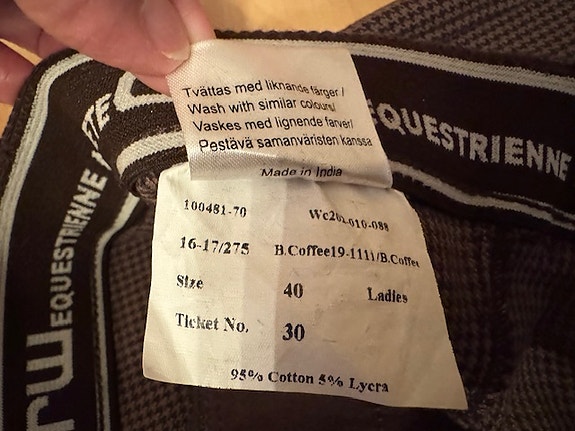 Tvättas med liknande färger/
Wash with similar colours/
Vaskes med lignende farver/
Pestävä samanväristen kanssa
Made in India
100481-70
16-17/275 B.Coffee19-1111/B.Coffee
Size 40 Ladies
Ticket No. 30
95% Cotton 5% Lycra
EQUESTRIENNE
EQUESTRIENNE